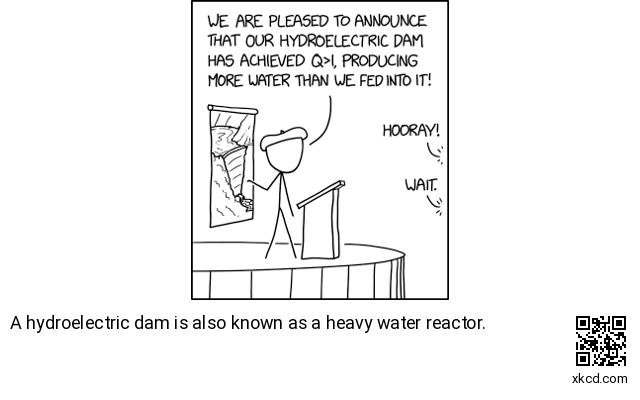 WE ARE PLEASED TO ANNOUNCE
THAT OUR HYDROELECTRIC DAM
HAS ACHIEVED Q>1, PRODUCING
MORE WATER THAN WE FED INTO IT!
HOORAY!
WAIT.
A hydroelectric dam is also known as a heavy water reactor.
xkcd.com